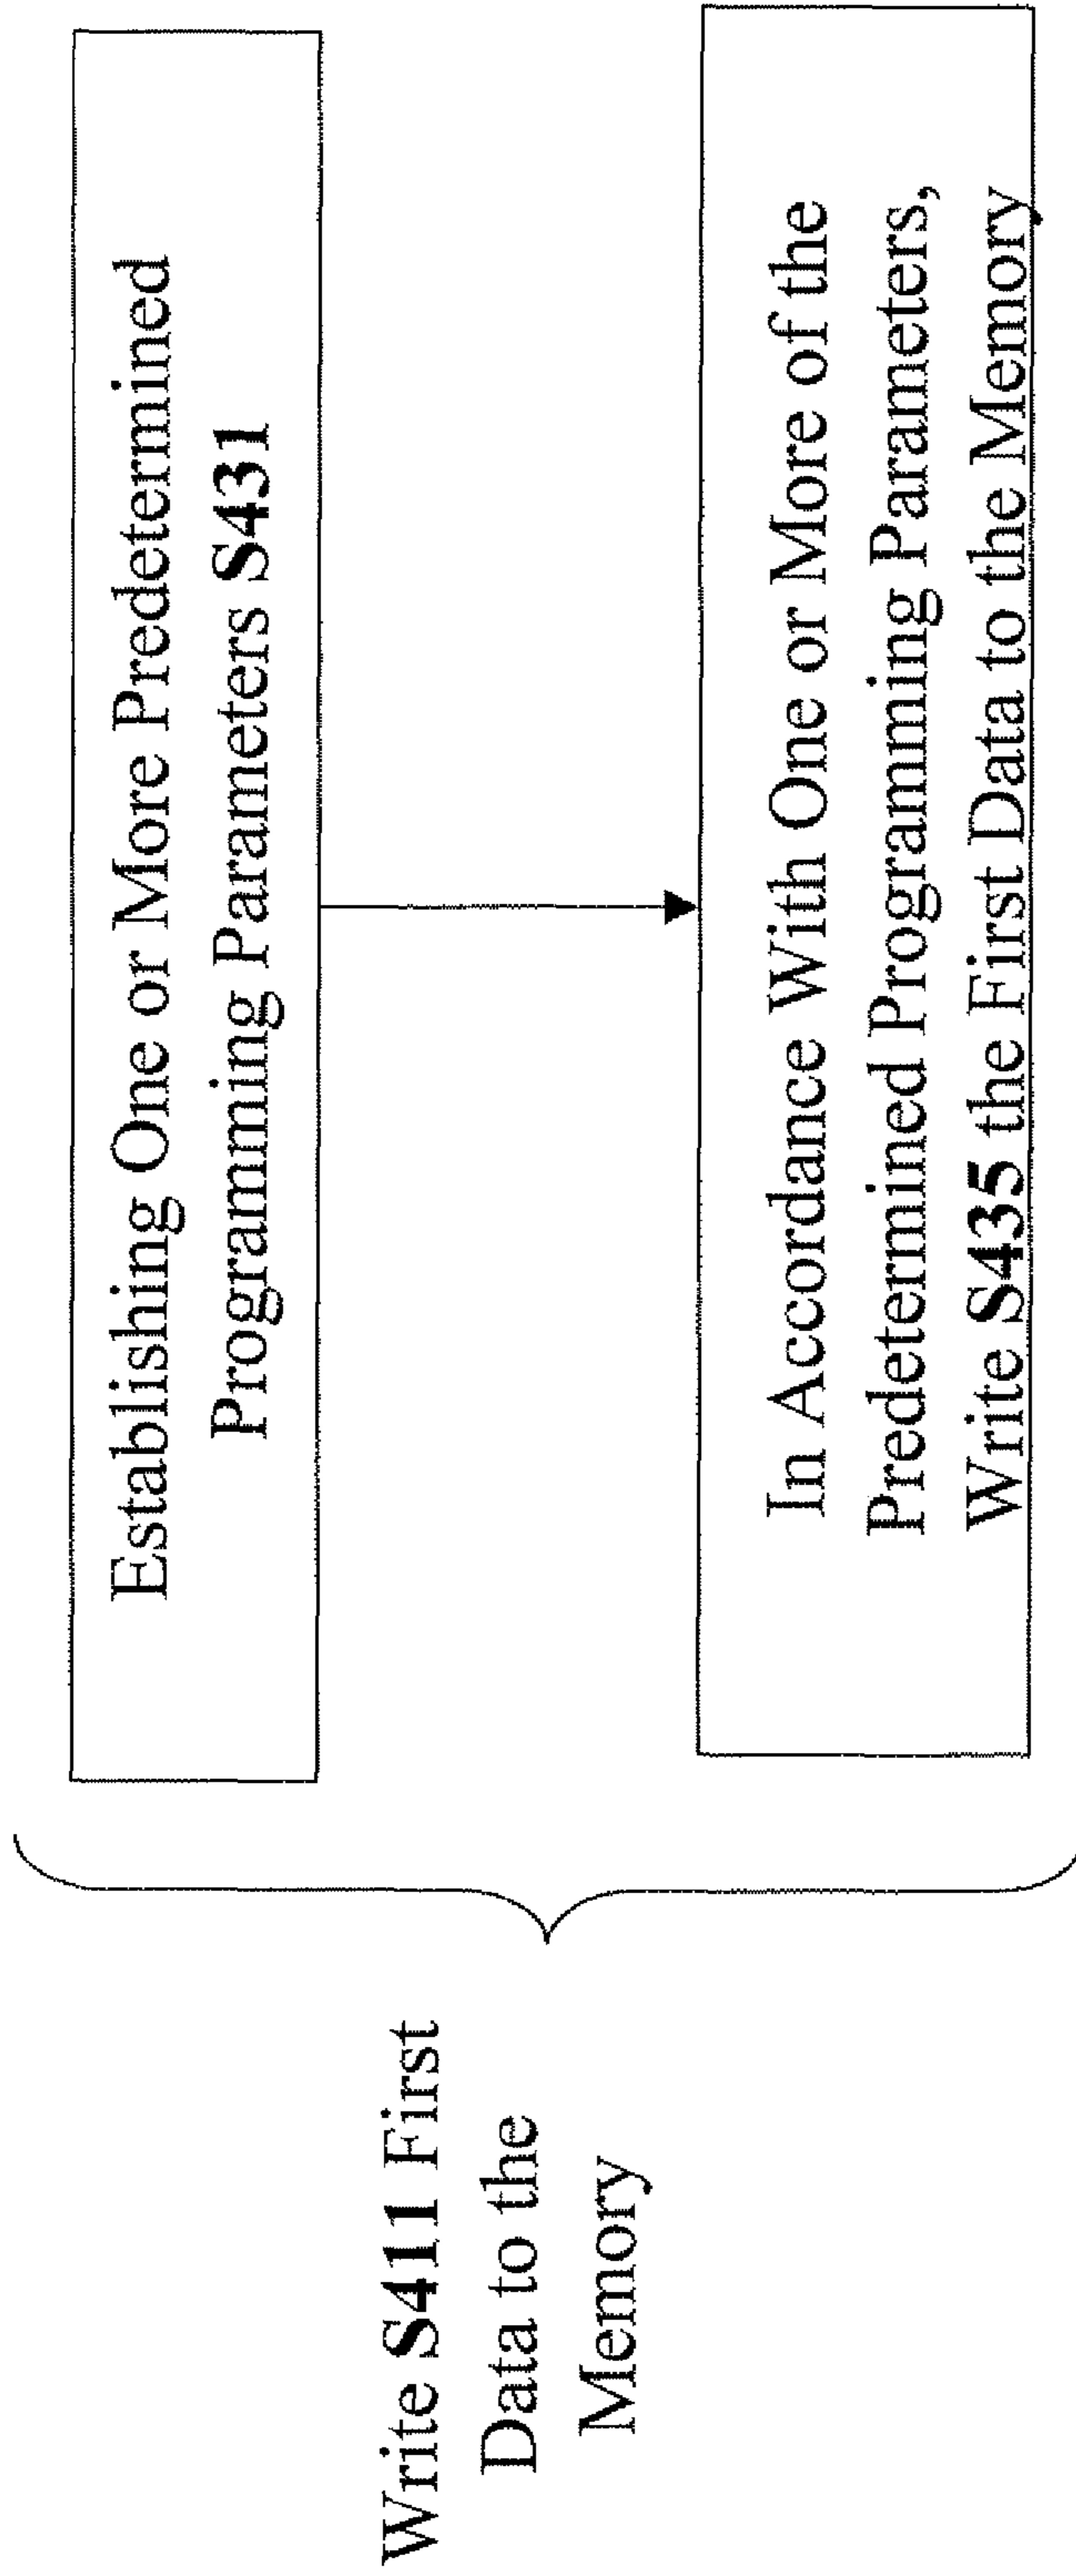 Write S411 First
Data to the
Memory
Establishing One or More Predetermined
Programming Parameters S431
In Accordance With One or More of the
Predetermined Programming Parameters,
Write S435 the First Data to the Memory